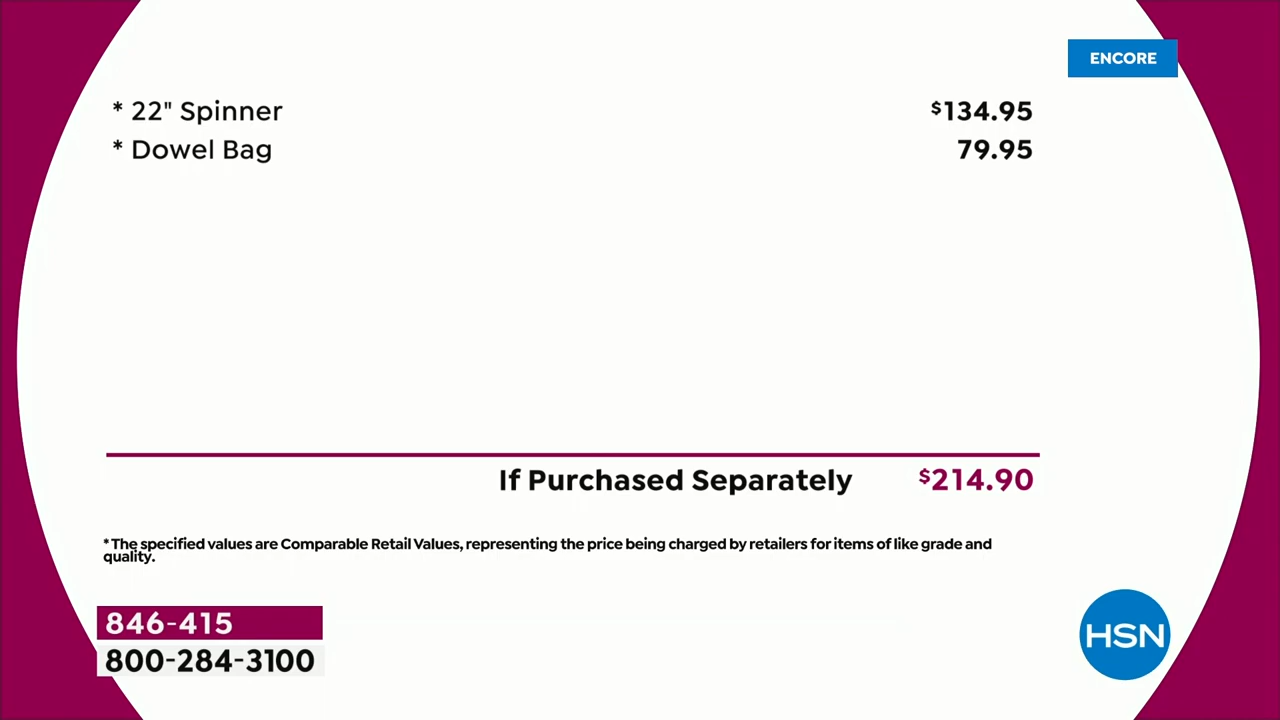 ENCORE
* 22" Spinner $134.95
* Dowel Bag 79.95
If Purchased Separately $214.90
* The specified values are Comparable Retail Values, representing the price being charged by retailers for items of like grade and
quality.
846-415
800-284-3100
HSN